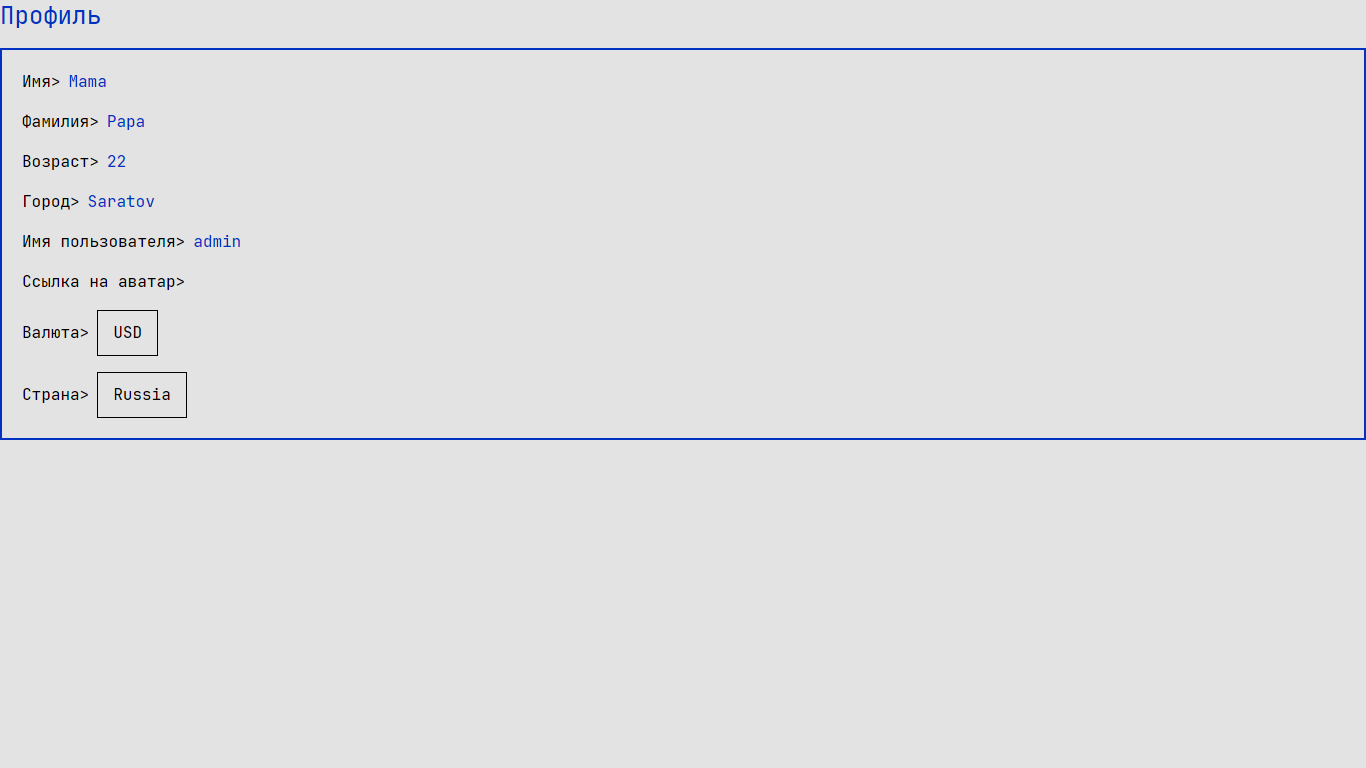 Профиль
Имя> Mama
Фамилия> Papa
Возраст> 22
Город> Saratov
Имя пользователя> admin
Ссылка на аватар>
Валюта> USD
Страна> Russia